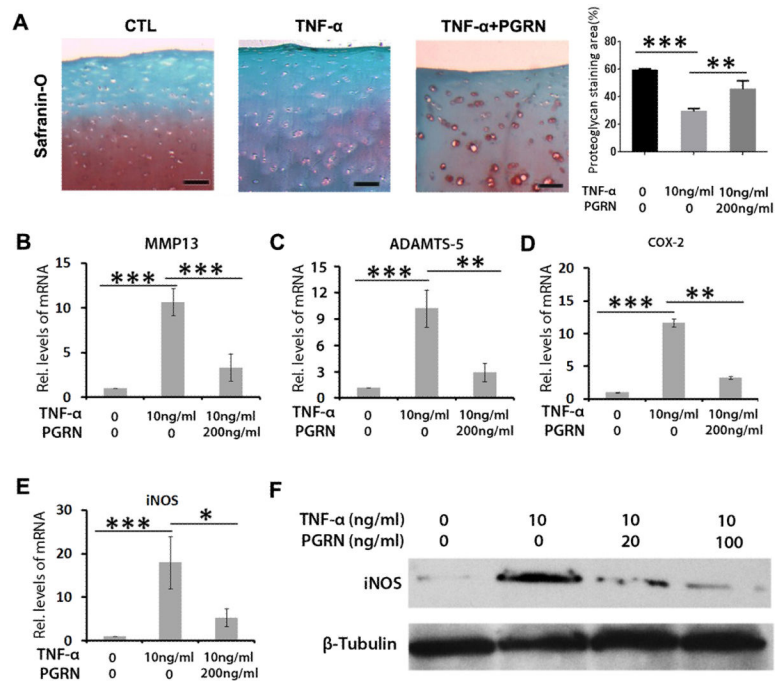 A
CTL
TNF-α
TNF-α+PGRN
Safranin-O
Proteoglycan staining area(%)
80
60
40
20
0
***
**
TNF-α 0 10ng/ml 10ng/ml
PGRN 0 0 200ng/ml
B
MMP13
Rel. levels of mRNA
15
10
5
0
***
***
TNF-α 0 10ng/ml 10ng/ml
PGRN 0 0 200ng/ml
C
ADAMTS-5
Rel. levels of mRNA
15
12
9
6
3
0
***
**
TNF-α 0 10ng/ml 10ng/ml
PGRN 0 0 200ng/ml
D
COX-2
Rel. levels of mRNA
20
15
10
5
0
***
**
TNF-α 0 10ng/ml 10ng/ml
PGRN 0 0 200ng/ml
E
iNOS
Rel. levels of mRNA
30
20
10
0
***
*
TNF-α 0 10ng/ml 10ng/ml
PGRN 0 0 200ng/ml
F
TNF-α (ng/ml) 0 10 10 10
PGRN (ng/ml) 0 0 20 100
iNOS
β-Tubulin